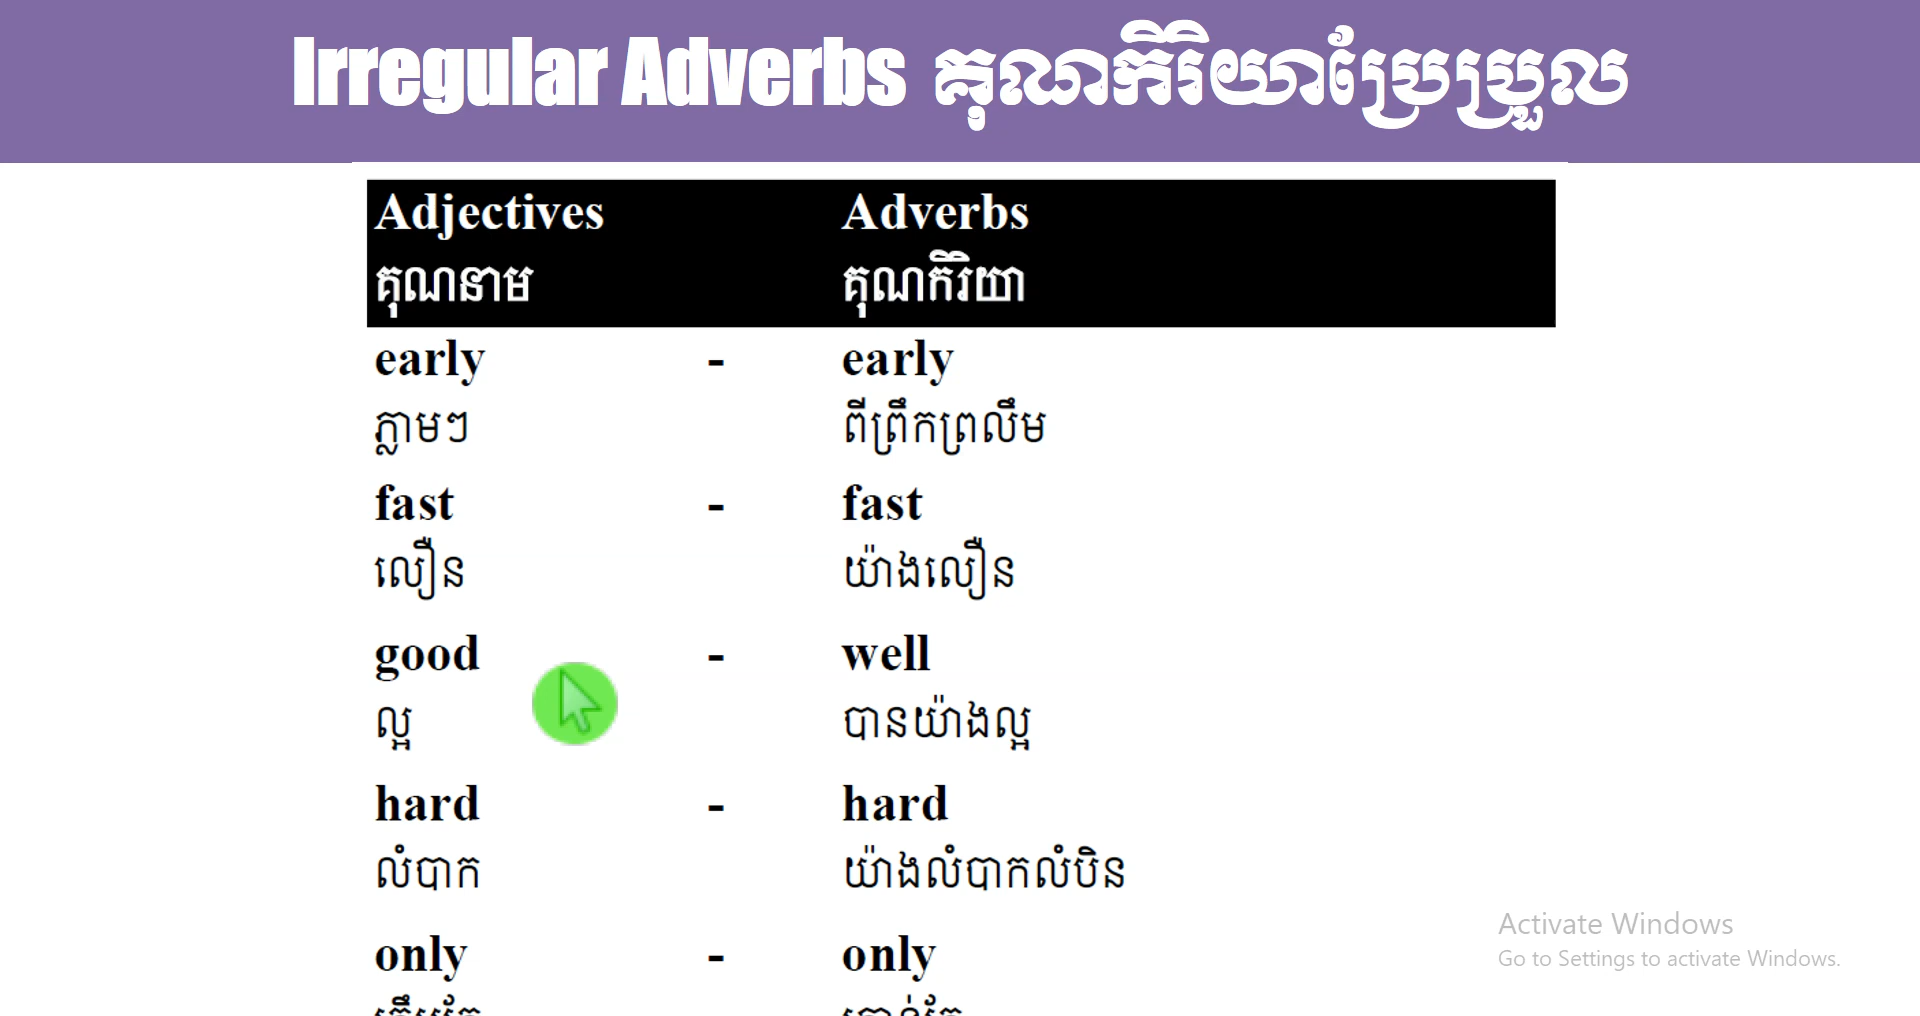 Irregular Adverbs គុណកិរិយាប្រែប្រួល
Adjectives Adverbs
គុណនាម គុណកិរិយា
early - early
ភ្លាមៗ ពីព្រឹកព្រលឹម
fast - fast
លឿន យ៉ាងលឿន
good - well
ល្អ បានយ៉ាងល្អ
hard - hard
លំបាក យ៉ាងលំបាកលំបិន
only - only
Activate Windows
Go to Settings to activate Windows.